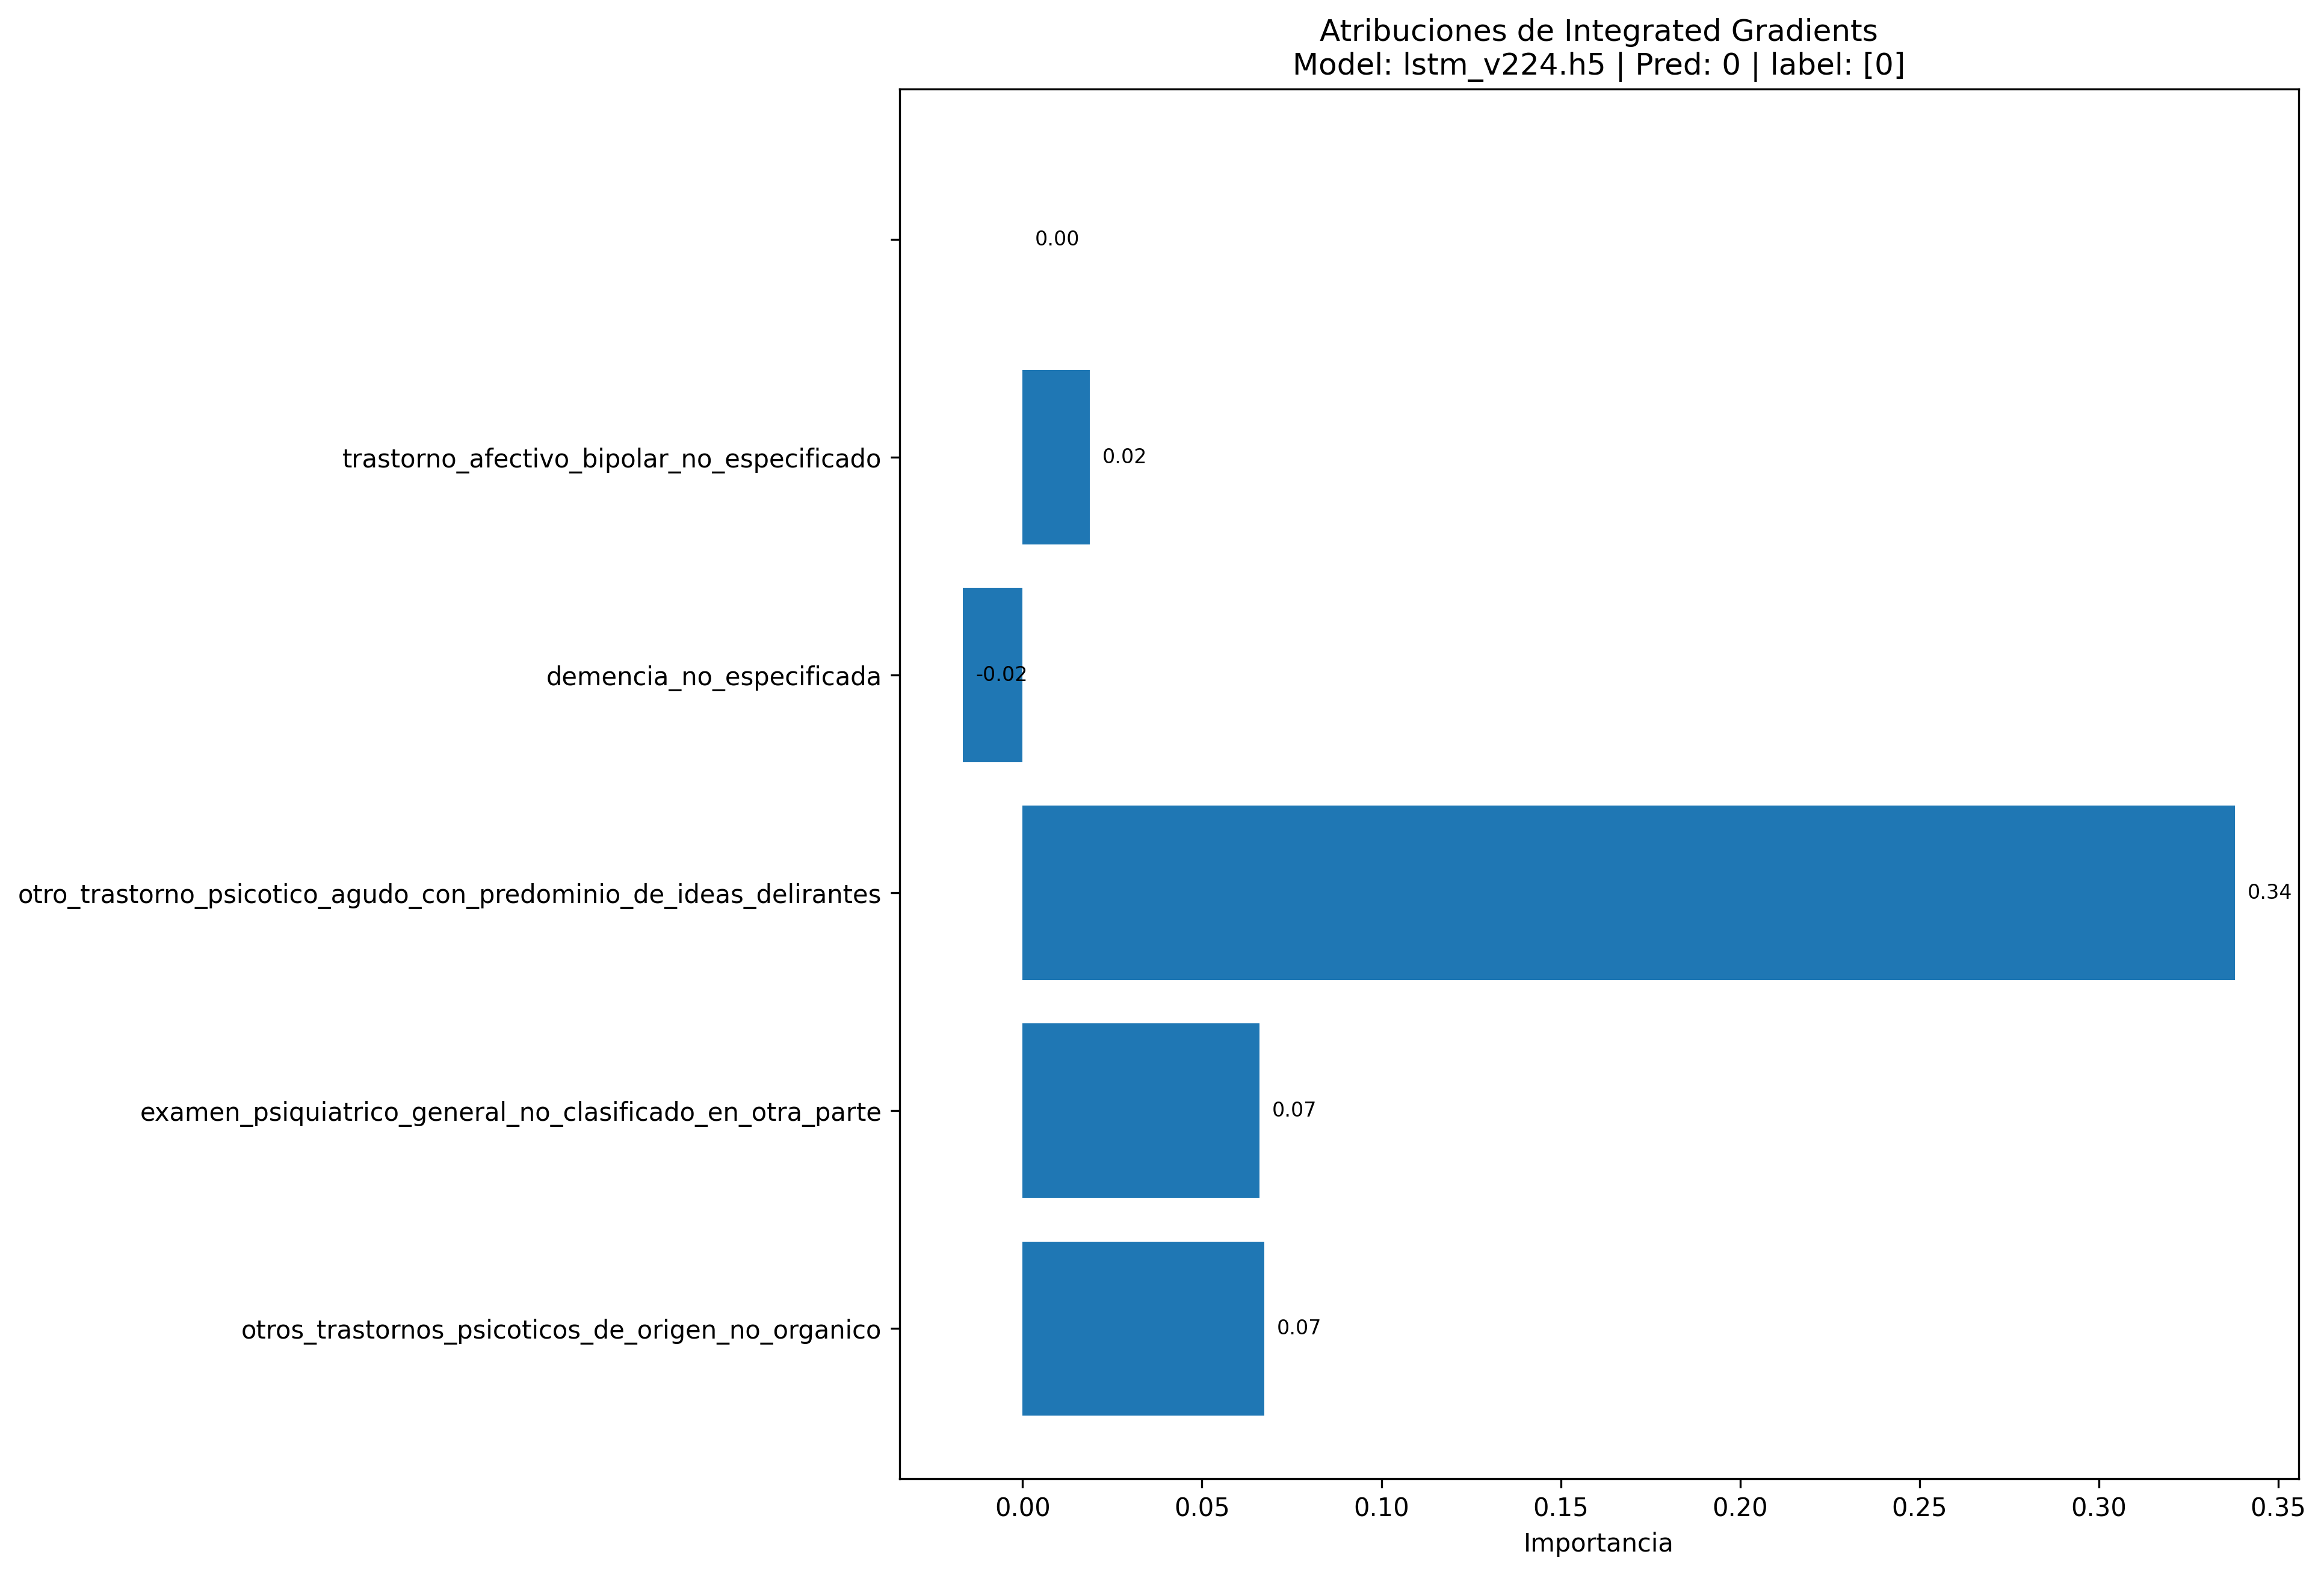 Atribuciones de Integrated Gradients
Model: lstm_v224.h5 | Pred: 0 | label: [0]
0.00
trastorno_afectivo_bipolar_no_especificado
0.02
demencia_no_especificada
-0.02
otro_trastorno_psicotico_agudo_con_predominio_de_ideas_delirantes
0.34
examen_psiquiatrico_general_no_clasificado_en_otra_parte
0.07
otros_trastornos_psicoticos_de_origen_no_organico
0.07
0.00 0.05 0.10 0.15 0.20 0.25 0.30 0.35
Importancia